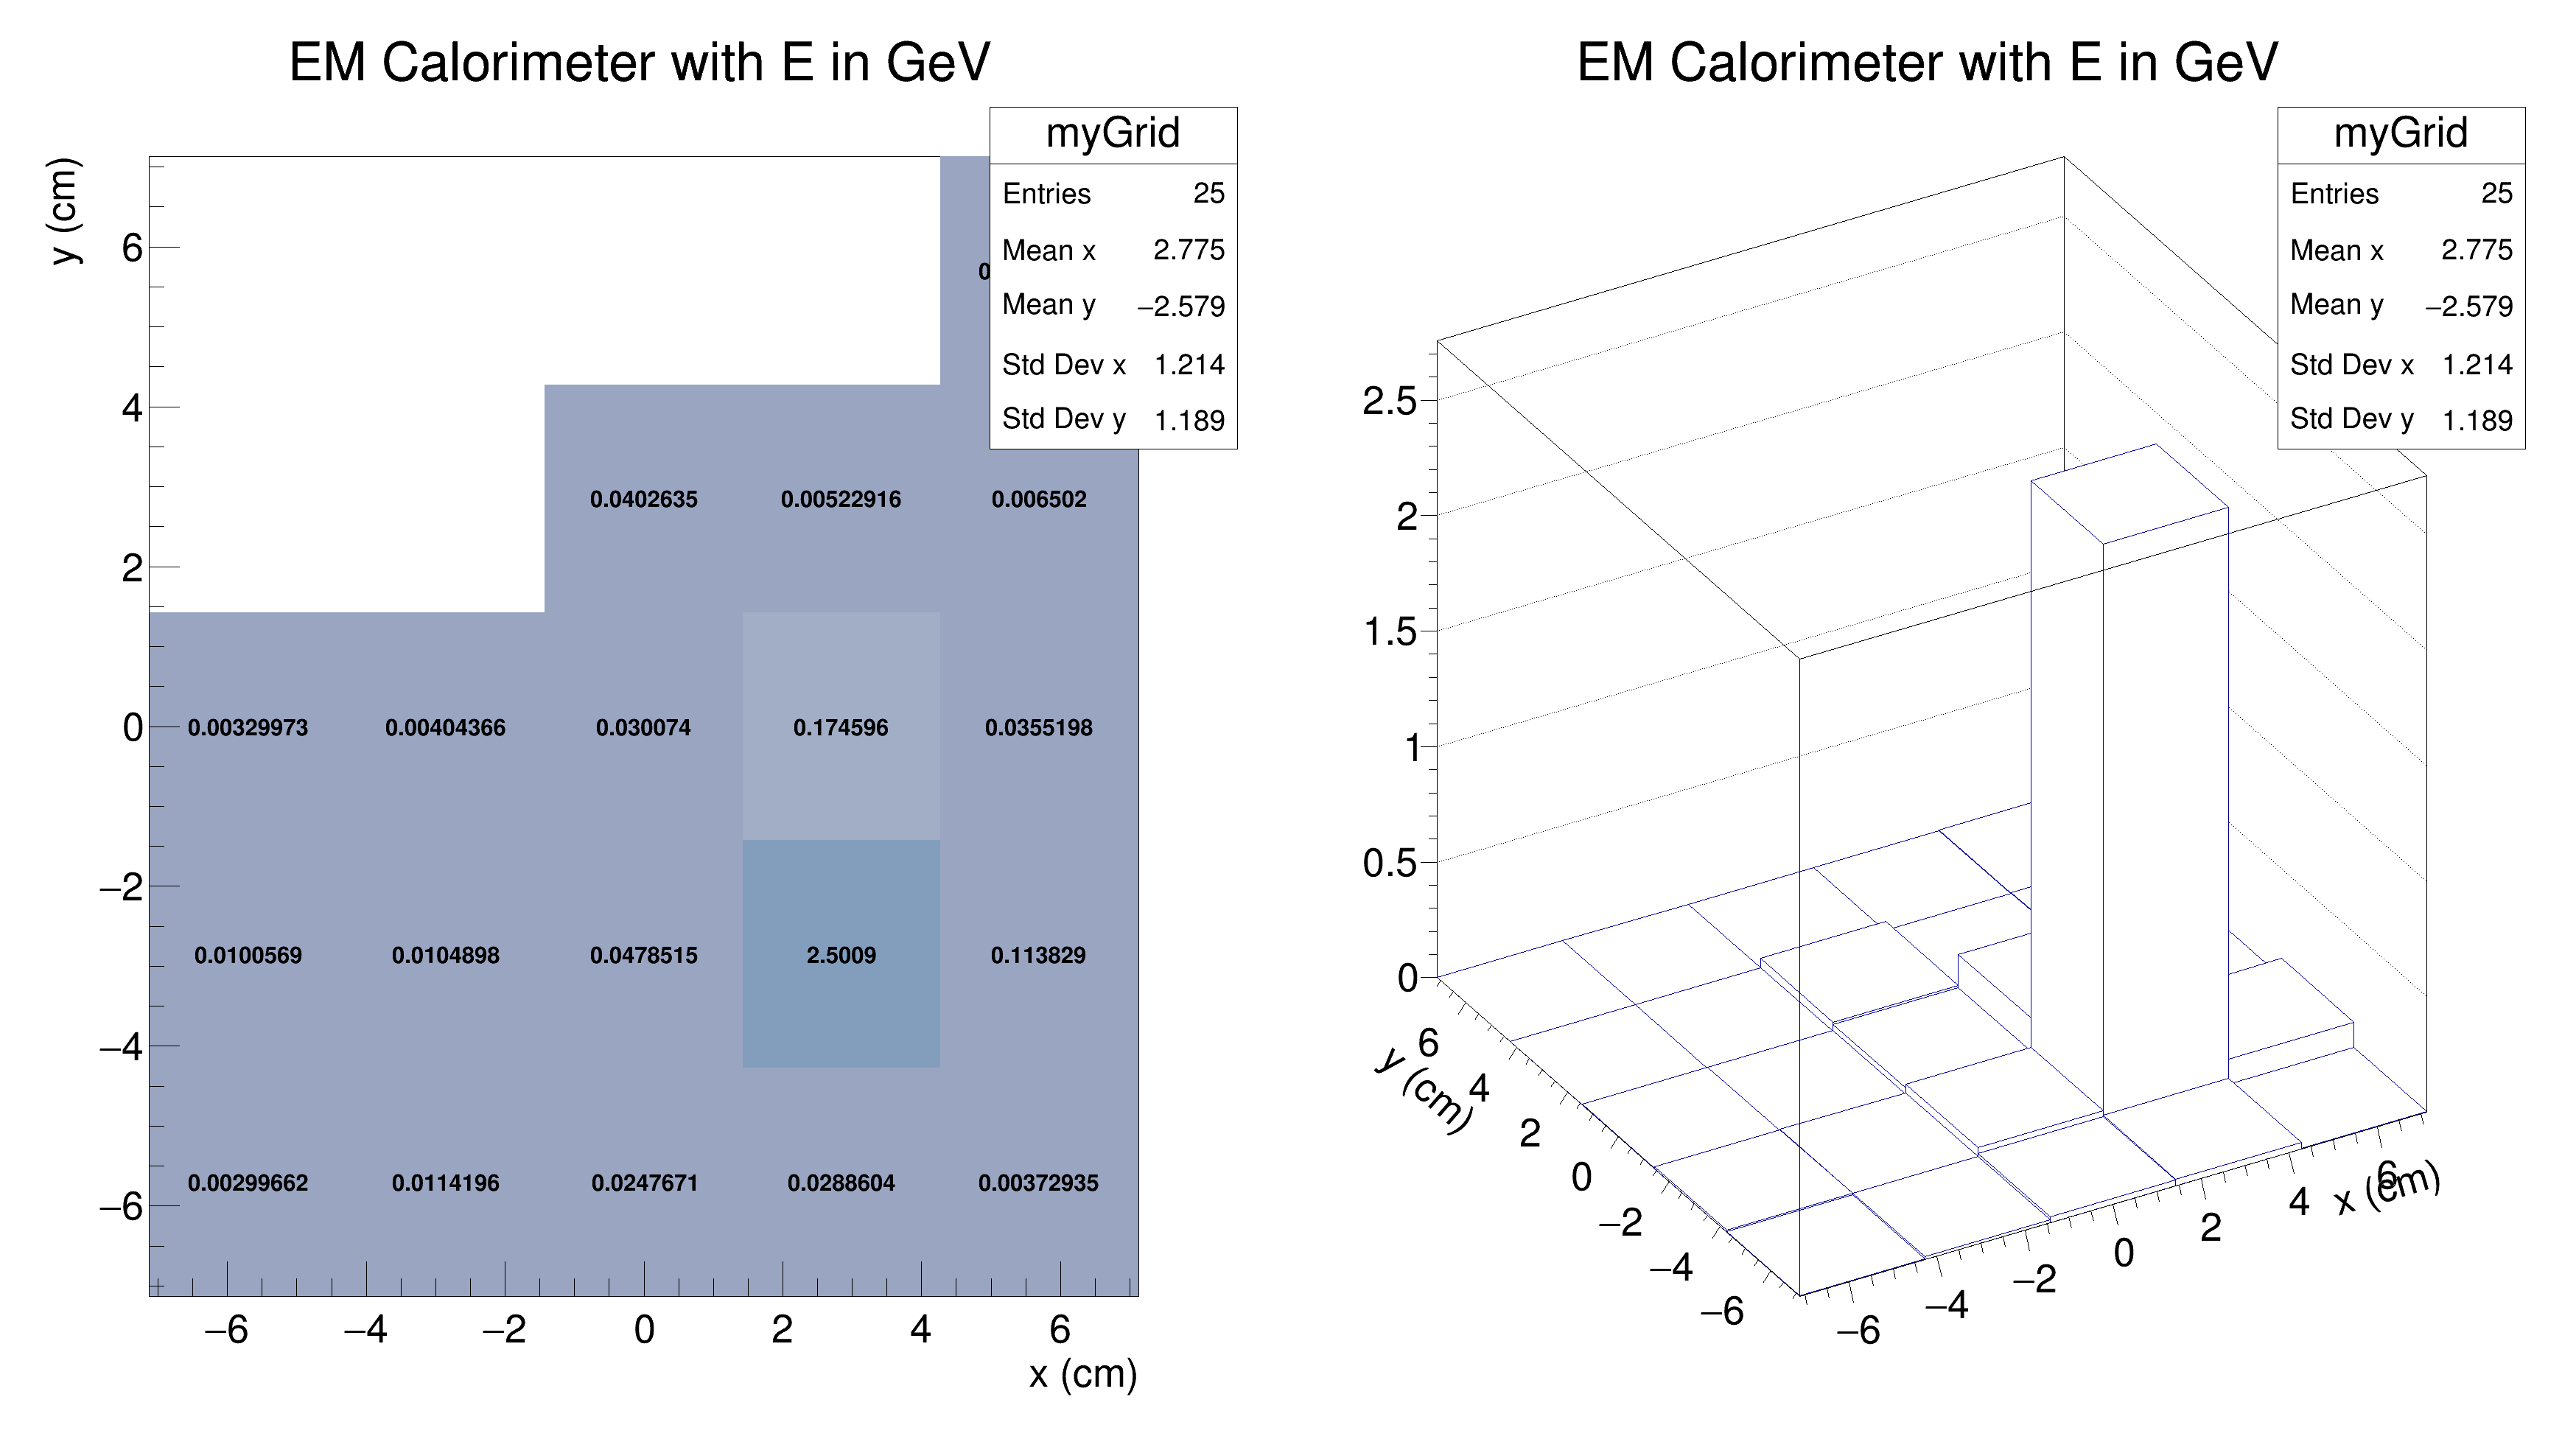 EM Calorimeter with E in GeV
myGrid
Entries 25
Mean x 2.775
Mean y −2.579
Std Dev x 1.214
Std Dev y 1.189
y (cm)
6
4
2
0
−2
−4
−6
0.0402635 0.00522916 0.006502
0.00329973 0.00404366 0.030074 0.174596 0.0355198
0.0100569 0.0104898 0.0478515 2.5009 0.113829
0.00299662 0.0114196 0.0247671 0.0288604 0.00372935
−6 −4 −2 0 2 4 6
x (cm)
EM Calorimeter with E in GeV
myGrid
Entries 25
Mean x 2.775
Mean y −2.579
Std Dev x 1.214
Std Dev y 1.189
2.5
2
1.5
1
0.5
0
y (cm)
6
4
2
0
−2
−4
−6
−6 −4 −2 0 2 4 6
x (cm)